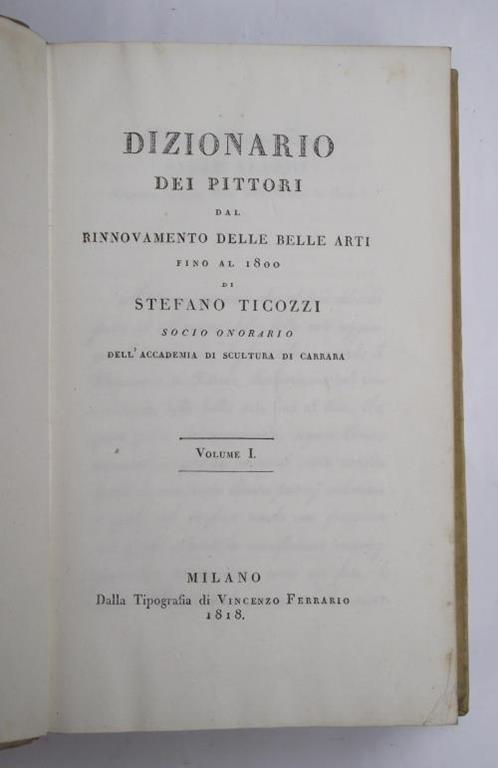 DIZIONARIO
DEI PITTORI
DAL
RINNOVAMENTO DELLE BELLE ARTI
FINO AL 1800
DI
STEFANO TICOZZI
SOCIO ONORARIO
DELL'ACCADEMIA DI SCULTURA DI CARRARA
VOLUME I.
MILANO
Dalla Tipografia di VINCENZO FERRARIO
1818.